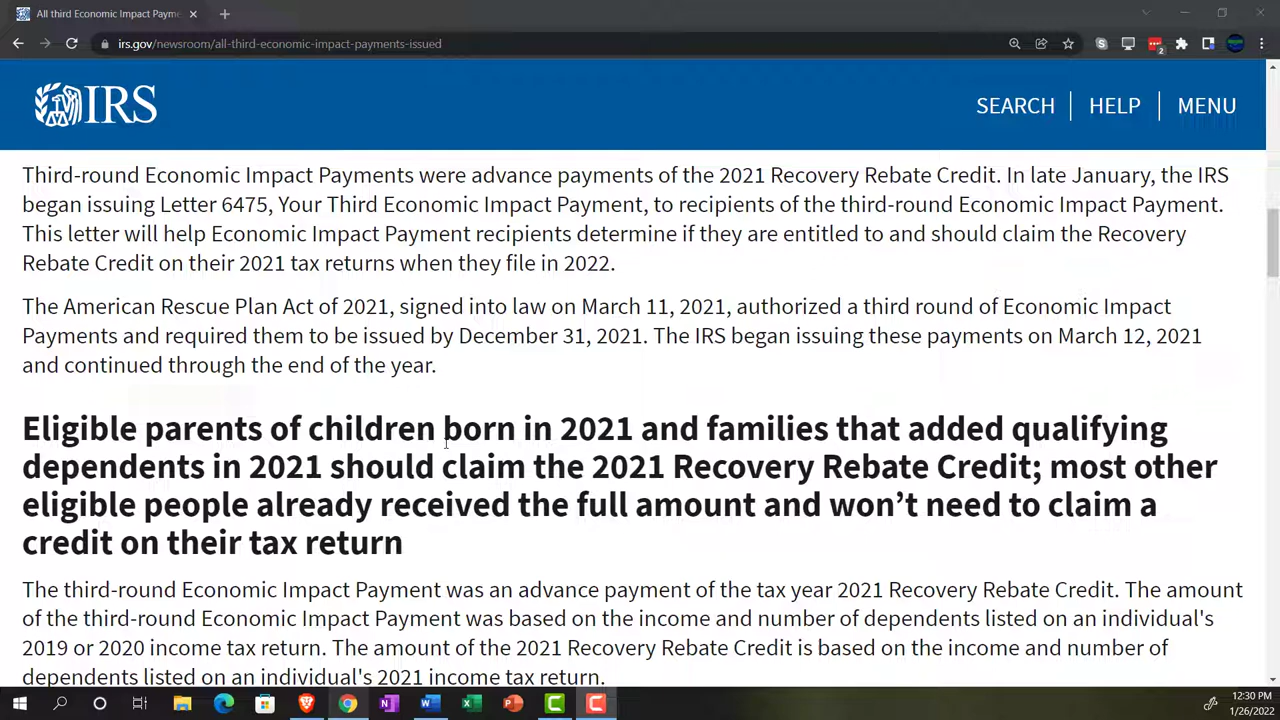 All third Economic Impact Payme
irs.gov/newsroom/all-third-economic-impact-payments-issued
2
IRS
SEARCH
HELP
MENU
Third-round Economic Impact Payments were advance payments of the 2021 Recovery Rebate Credit. In late January, the IRS
began issuing Letter 6475, Your Third Economic Impact Payment, to recipients of the third-round Economic Impact Payment.
This letter will help Economic Impact Payment recipients determine if they are entitled to and should claim the Recovery
Rebate Credit on their 2021 tax returns when they file in 2022.
The American Rescue Plan Act of 2021, signed into law on March 11, 2021, authorized a third round of Economic Impact
Payments and required them to be issued by December 31, 2021. The IRS began issuing these payments on March 12, 2021
and continued through the end of the year.
Eligible parents of children born in 2021 and families that added qualifying
dependents in 2021 should claim the 2021 Recovery Rebate Credit; most other
eligible people already received the full amount and won’t need to claim a
credit on their tax return
The third-round Economic Impact Payment was an advance payment of the tax year 2021 Recovery Rebate Credit. The amount
of the third-round Economic Impact Payment was based on the income and number of dependents listed on an individual's
2019 or 2020 income tax return. The amount of the 2021 Recovery Rebate Credit is based on the income and number of
dependents listed on an individual's 2021 income tax return.
12:30 PM
1/26/2022